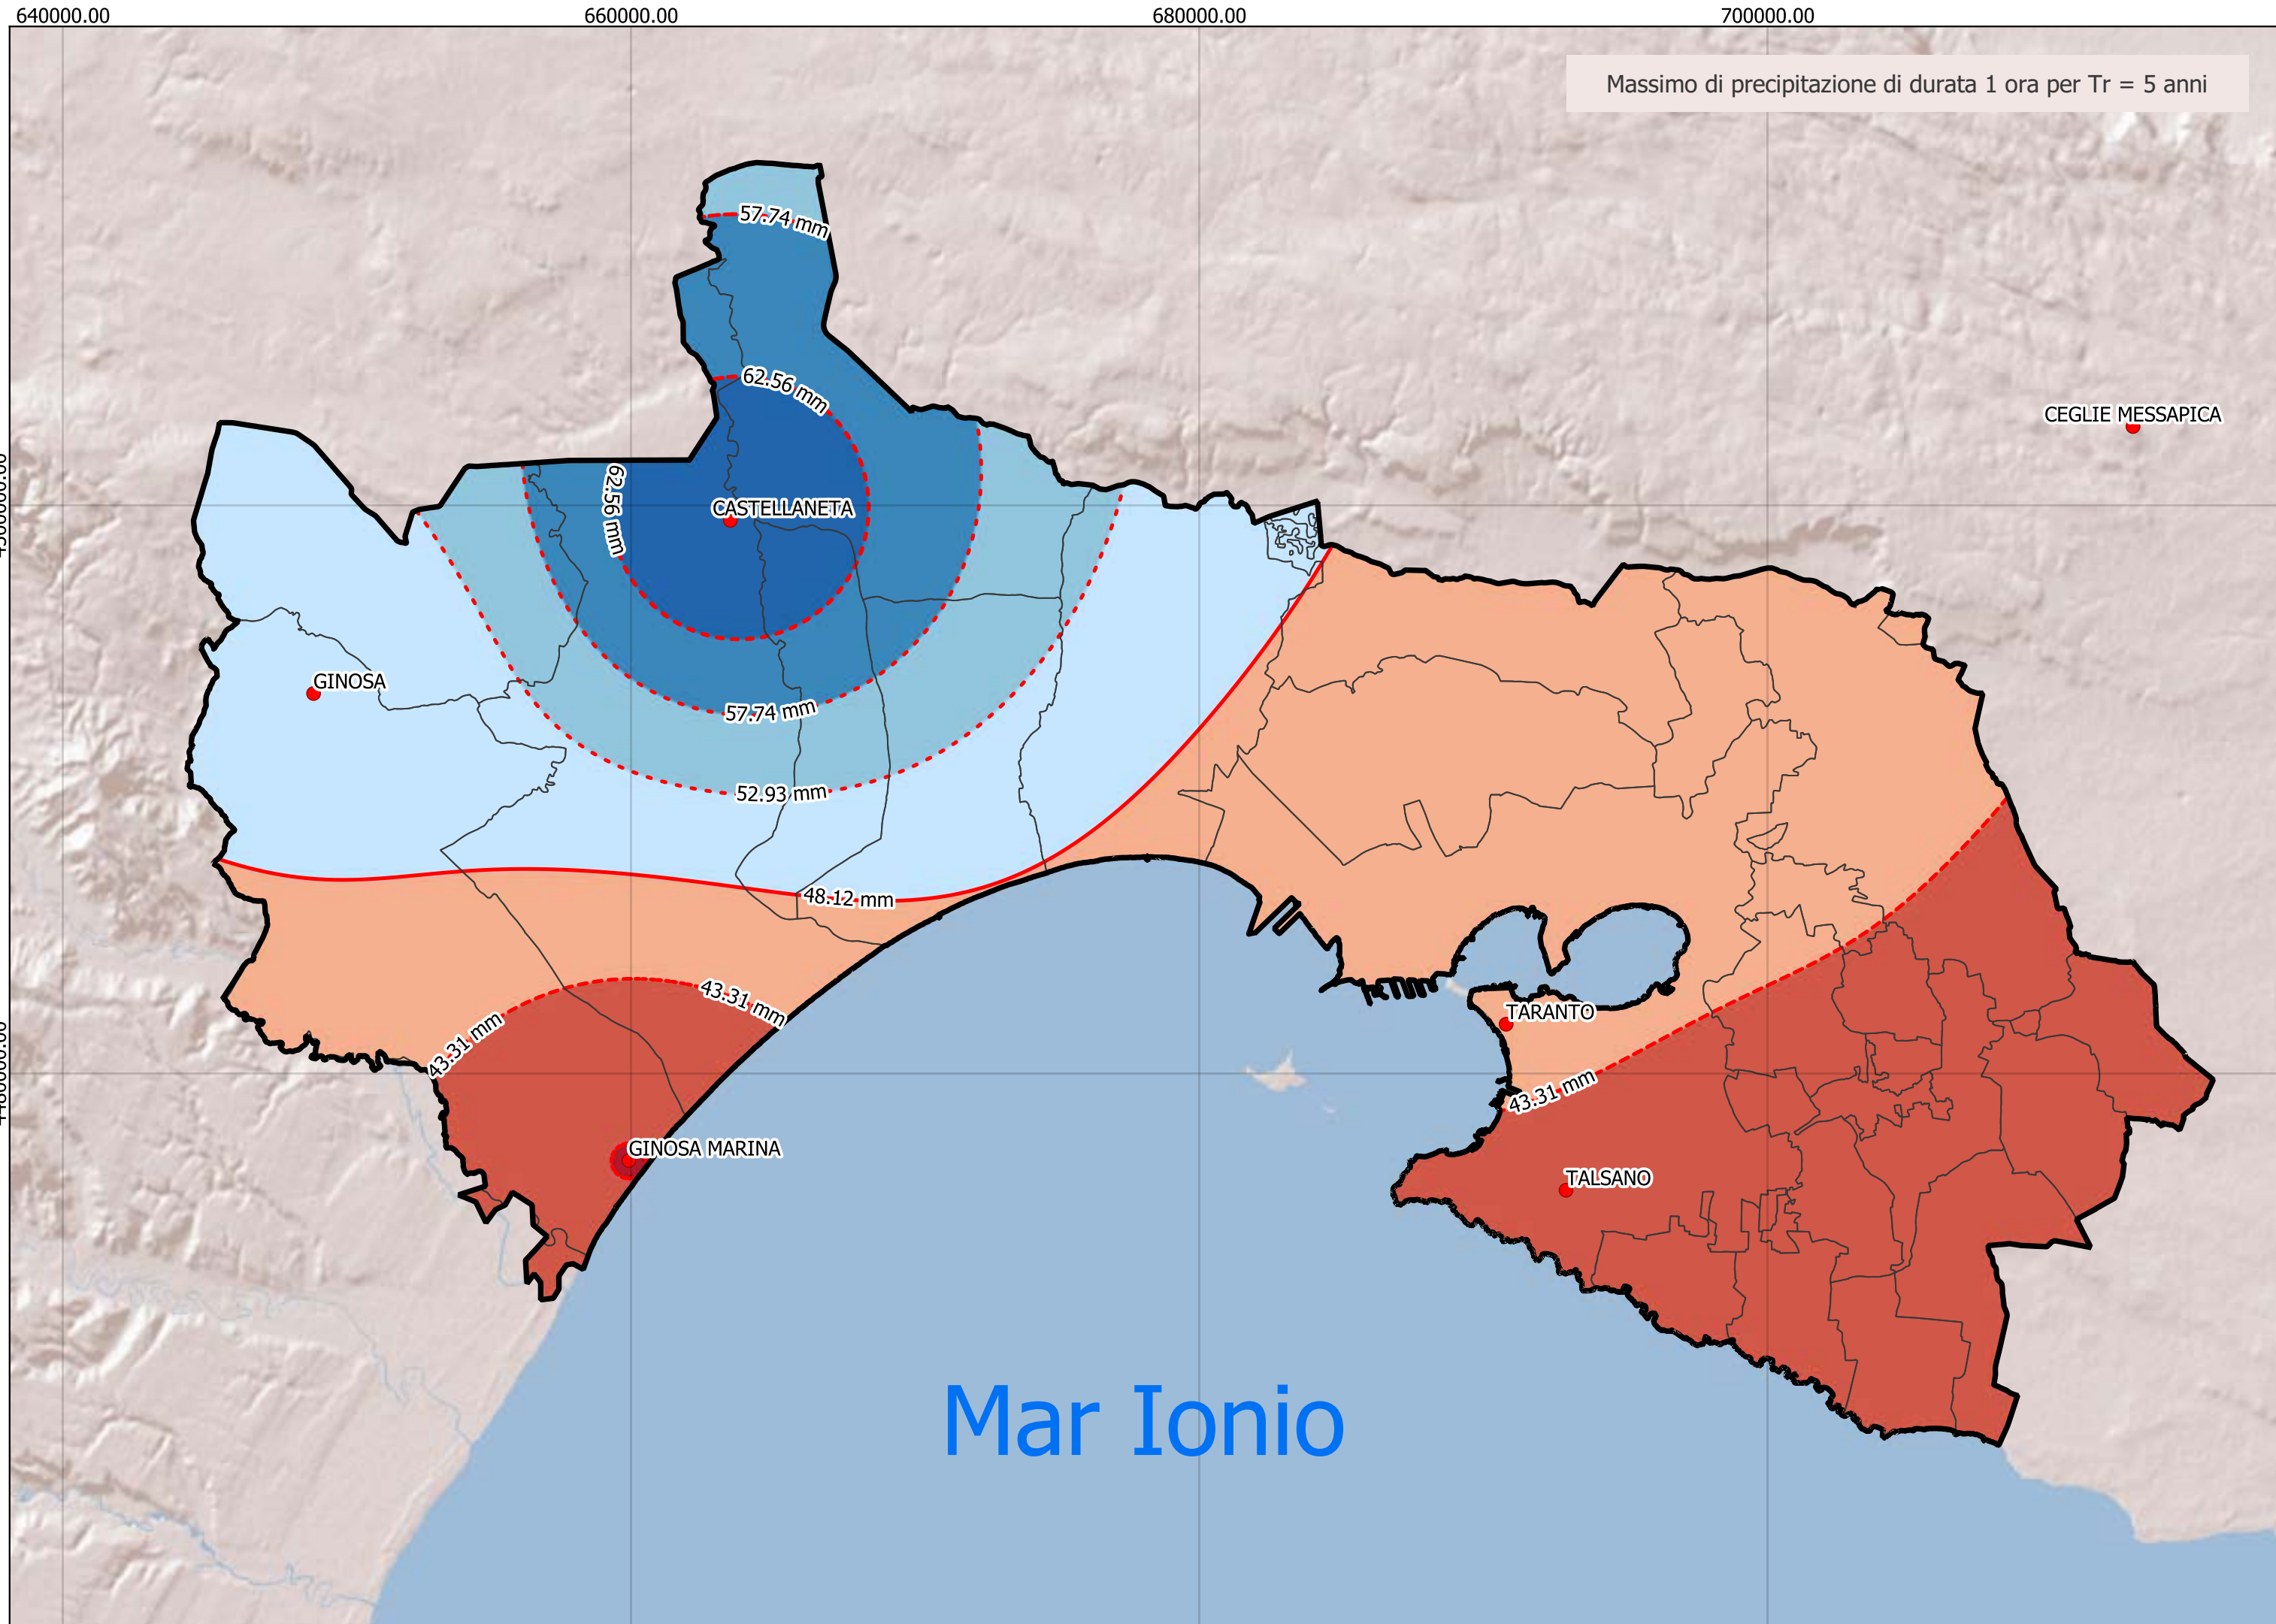 640000.00
660000.00
680000.00
700000.00
Massimo di precipitazione di durata 1 ora per Tr = 5 anni
57.74 mm
62.56 mm
CEGLIE MESSAPICA
62.56 mm
CASTELLANETA
GINOSA
57.74 mm
52.93 mm
48.12 mm
43.31 mm
43.31 mm
TARANTO
43.31 mm
GINOSA MARINA
TALSANO
Mar Ionio